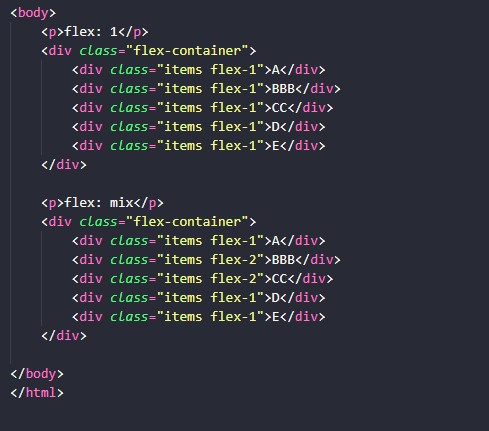 <body>
<p>flex: 1</p>
<div class="flex-container">
<div class="items flex-1">A</div>
<div class="items flex-1">BBB</div>
<div class="items flex-1">CC</div>
<div class="items flex-1">D</div>
<div class="items flex-1">E</div>
</div>
<p>flex: mix</p>
<div class="flex-container">
<div class="items flex-1">A</div>
<div class="items flex-2">BBB</div>
<div class="items flex-2">CC</div>
<div class="items flex-1">D</div>
<div class="items flex-1">E</div>
</div>
</body>
</html>